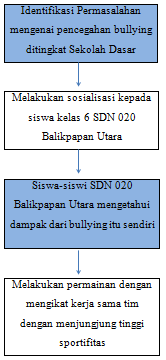 Identifikasi Permasalahan
mengenai pencegahan bullying
ditingkat Sekolah Dasar
Melakukan sosialisasi kepada
siswa kelas 6 SDN 020
Balikpapan Utara
Siswa-siswi SDN 020
Balikpapan Utara mengetahui
dampak dari bullying itu sendiri
Melakukan permainan dengan
mengikat kerja sama tim
dengan menjungjung tinggi
sportifitas